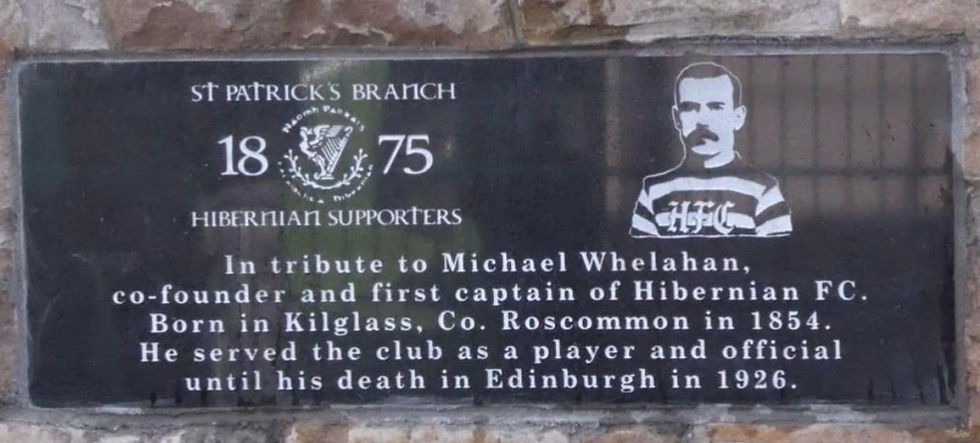 ST PATRICK'S BRANCH
18 75
HIBERNIAN SUPPORTERS
HFC
In tribute to Michael Whelahan,
co-founder and first captain of Hibernian FC.
Born in Kilglass, Co. Roscommon in 1854.
He served the club as a player and official
until his death in Edinburgh in 1926.